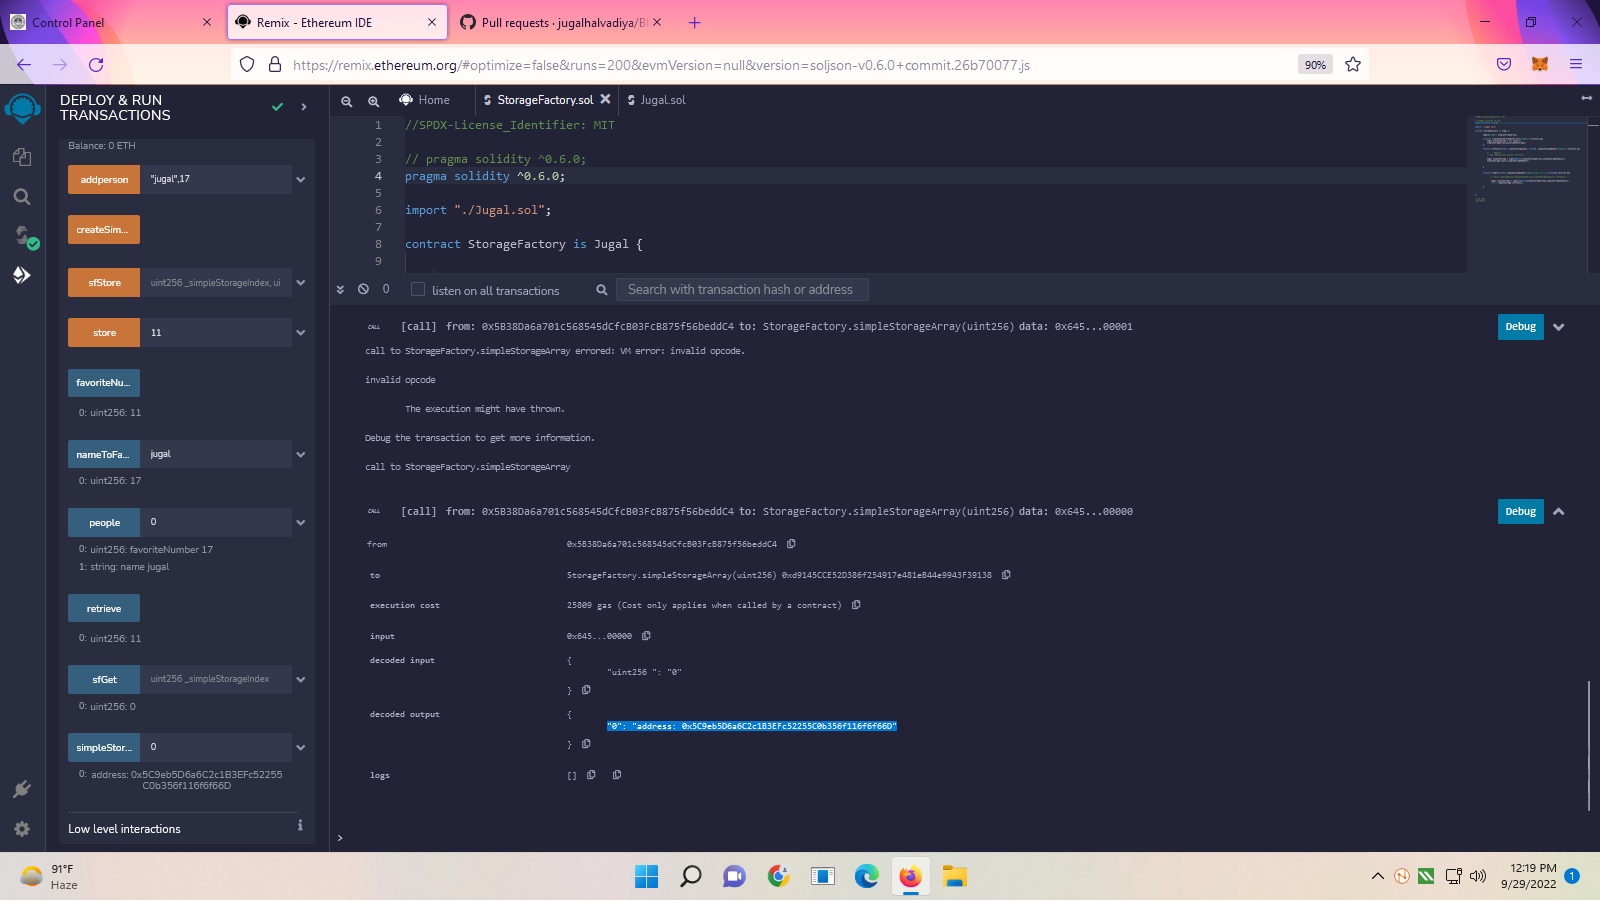 Control Panel
Remix - Ethereum IDE
Pull requests · jugalhalvadiya/Bl
https://remix.ethereum.org/#optimize=false&runs=200&evmVersion=null&version=soljson-v0.6.0+commit.26b70077.js
90%
DEPLOY & RUN
TRANSACTIONS
Balance: 0 ETH
addperson
"jugal",17
createSim...
sfStore
uint256 _simpleStorageIndex, ui
store
11
favoriteNu...
0: uint256: 11
nameToFa...
jugal
0: uint256: 17
people
0
0: uint256: favoriteNumber 17
1: string: name jugal
retrieve
0: uint256: 11
sfGet
uint256 _simpleStorageIndex
0: uint256: 0
simpleStor...
0
0: address: 0x5C9eb5D6a6C2c1B3EFc52255
C0b356f116f6f66D
Low level interactions
Home
StorageFactory.sol
Jugal.sol
1 //SPDX-License_Identifier: MIT
2
3 // pragma solidity ^0.6.0;
4 pragma solidity ^0.6.0;
5
6 import "./Jugal.sol";
7
8 contract StorageFactory is Jugal {
9
0
listen on all transactions
Search with transaction hash or address
CALL [call] from: 0x5B38Da6a701c568545dCfcB03FcB875f56beddC4 to: StorageFactory.simpleStorageArray(uint256) data: 0x645...00001
Debug
call to StorageFactory.simpleStorageArray errored: VM error: invalid opcode.
invalid opcode
The execution might have thrown.
Debug the transaction to get more information.
call to StorageFactory.simpleStorageArray
CALL [call] from: 0x5B38Da6a701c568545dCfcB03FcB875f56beddC4 to: StorageFactory.simpleStorageArray(uint256) data: 0x645...00000
Debug
from 0x5B38Da6a701c568545dCfcB03FcB875f56beddC4
to StorageFactory.simpleStorageArray(uint256) 0xd9145CCE52D386f254917e481eB44e9943F39138
execution cost 25809 gas (Cost only applies when called by a contract)
input 0x645...00000
decoded input {
"uint256 ": "0"
}
decoded output {
"0": "address: 0x5C9eb5D6a6C2c1B3EFc52255C0b356f116f6f66D"
}
logs []
>
91°F
Haze
12:19 PM
9/29/2022
1